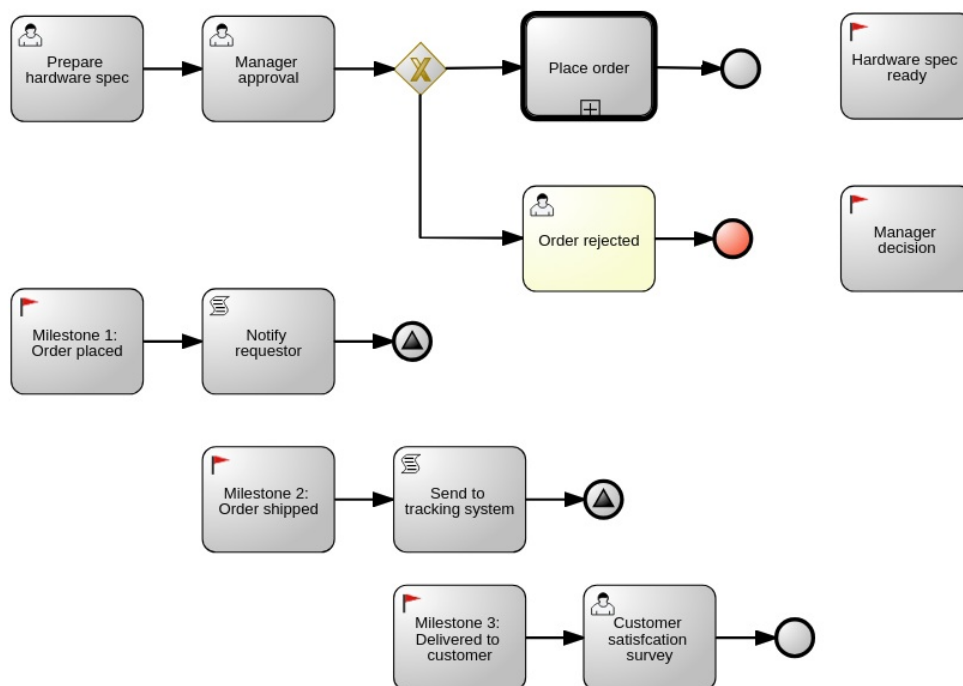 Prepare
hardware spec
Manager
approval
X
Place order
Hardware spec
ready
Order rejected
Manager
decision
Milestone 1:
Order placed
Notify
requestor
Milestone 2:
Order shipped
Send to
tracking system
Milestone 3:
Delivered to
customer
Customer
satisfcation
survey